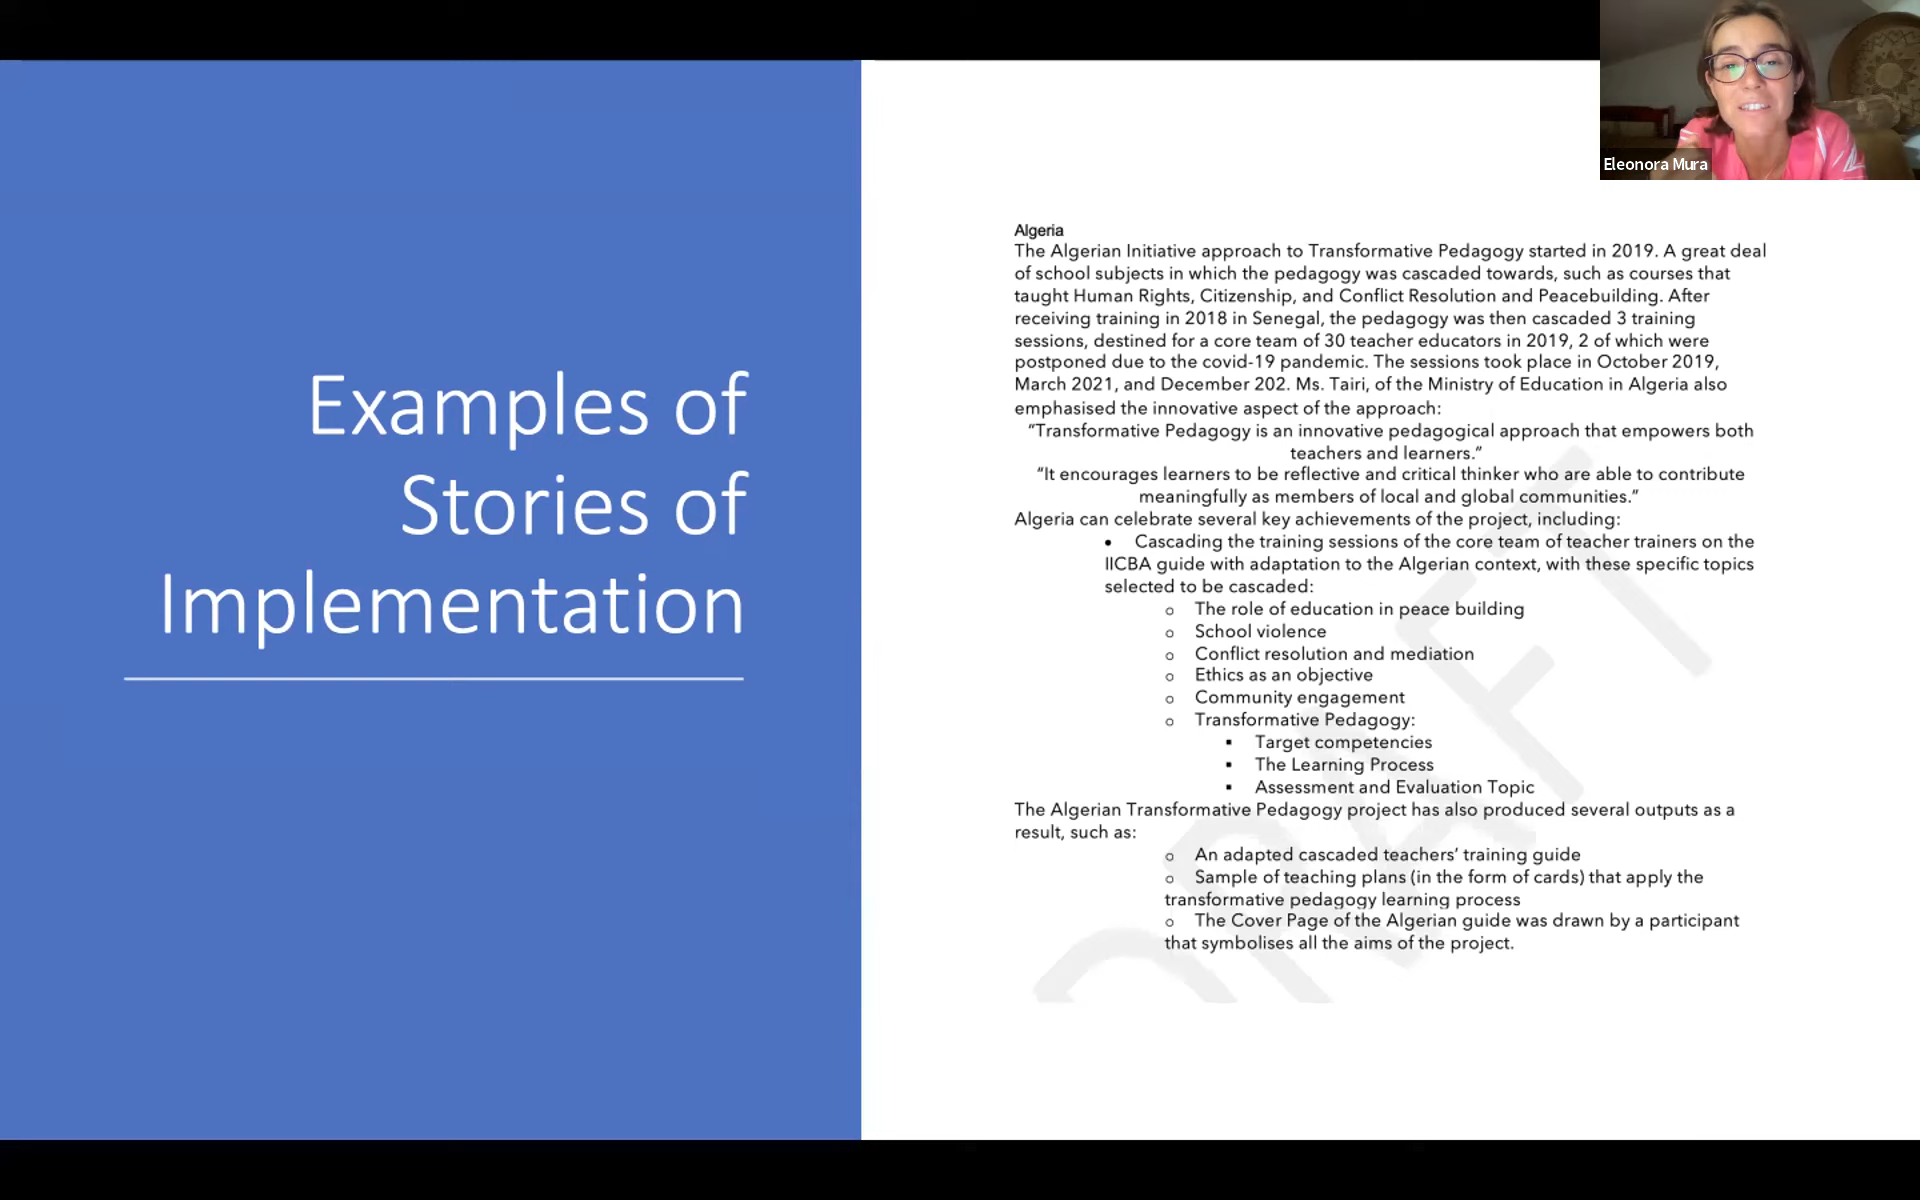 Eleonora Mura
Examples of
Stories of
Implementation
Algeria
The Algerian Initiative approach to Transformative Pedagogy started in 2019. A great deal
of school subjects in which the pedagogy was cascaded towards, such as courses that
taught Human Rights, Citizenship, and Conflict Resolution and Peacebuilding. After
receiving training in 2018 in Senegal, the pedagogy was then cascaded 3 training
sessions, destined for a core team of 30 teacher educators in 2019, 2 of which were
postponed due to the covid-19 pandemic. The sessions took place in October 2019,
March 2021, and December 202. Ms. Tairi, of the Ministry of Education in Algeria also
emphasised the innovative aspect of the approach:
“Transformative Pedagogy is an innovative pedagogical approach that empowers both
teachers and learners.”
“It encourages learners to be reflective and critical thinker who are able to contribute
meaningfully as members of local and global communities.”
Algeria can celebrate several key achievements of the project, including:
• Cascading the training sessions of the core team of teacher trainers on the
IICBA guide with adaptation to the Algerian context, with these specific topics
selected to be cascaded:
o The role of education in peace building
o School violence
o Conflict resolution and mediation
o Ethics as an objective
o Community engagement
o Transformative Pedagogy:
▪ Target competencies
▪ The Learning Process
▪ Assessment and Evaluation Topic
The Algerian Transformative Pedagogy project has also produced several outputs as a
result, such as:
o An adapted cascaded teachers’ training guide
o Sample of teaching plans (in the form of cards) that apply the
transformative pedagogy learning process
o The Cover Page of the Algerian guide was drawn by a participant
that symbolises all the aims of the project.
DRAFT